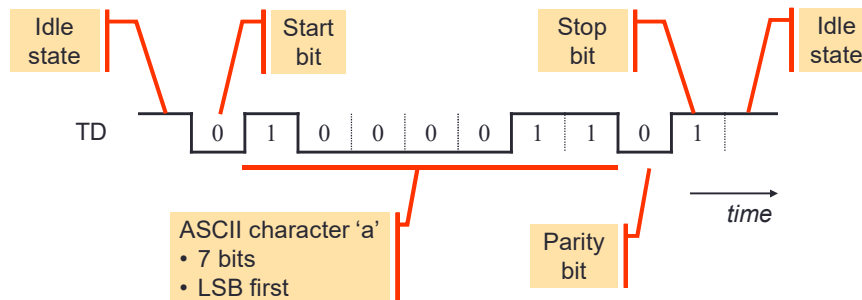 Idle
state
Start
bit
Stop
bit
Idle
state
TD
0 1 0 0 0 0 1 1 0 1
time
ASCII character ‘a’
• 7 bits
• LSB first
Parity
bit